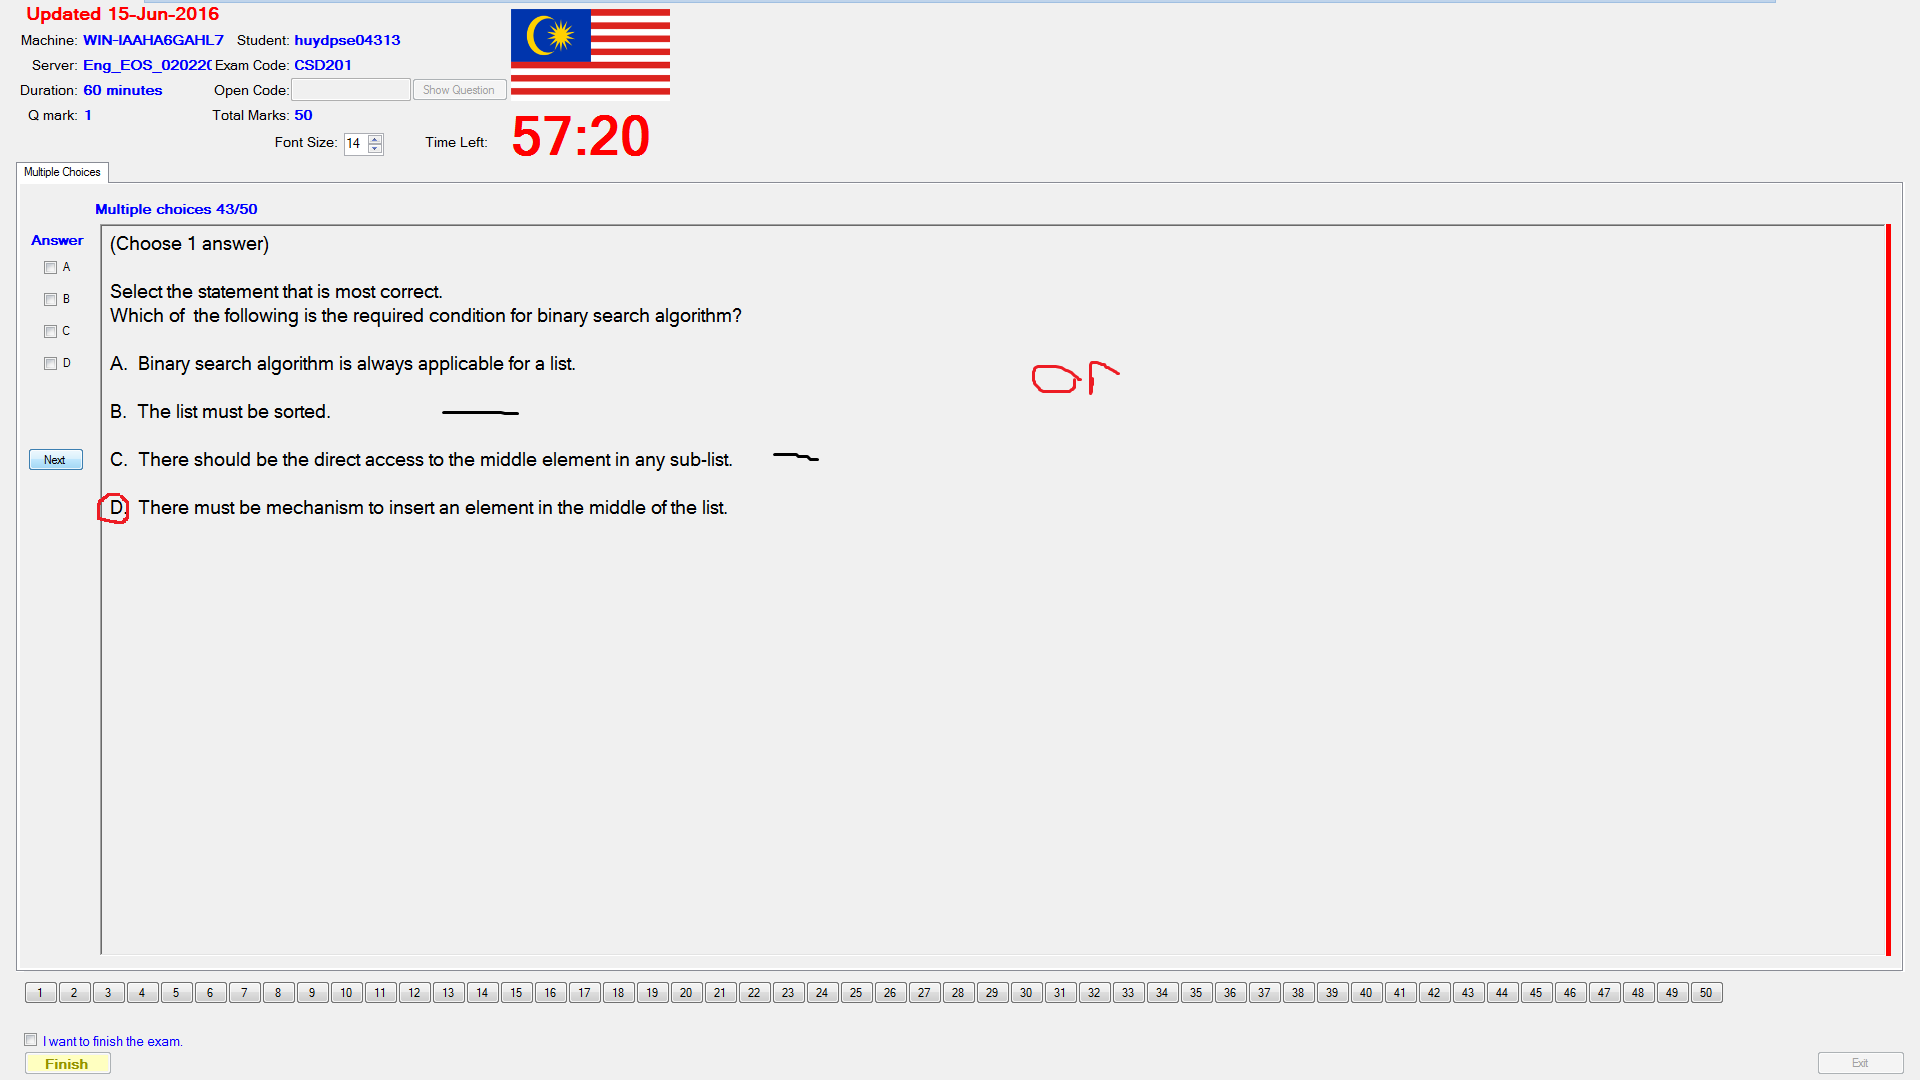 Updated 15-Jun-2016
Machine: WIN-IAAHA6GAHL7 Student: huydpse04313
Server: Eng_EOS_02022( Exam Code: CSD201
Duration: 60 minutes Open Code: Show Question
Q mark: 1 Total Marks: 50
Font Size: 14 Time Left: 57:20
Multiple Choices
Multiple choices 43/50
Answer
(Choose 1 answer)
A
Select the statement that is most correct.
B
Which of the following is the required condition for binary search algorithm?
C
D
A. Binary search algorithm is always applicable for a list.
or
B. The list must be sorted.
Next
C. There should be the direct access to the middle element in any sub-list.
D. There must be mechanism to insert an element in the middle of the list.
1 2 3 4 5 6 7 8 9 10 11 12 13 14 15 16 17 18 19 20 21 22 23 24 25 26 27 28 29 30 31 32 33 34 35 36 37 38 39 40 41 42 43 44 45 46 47 48 49 50
I want to finish the exam.
Finish
Exit